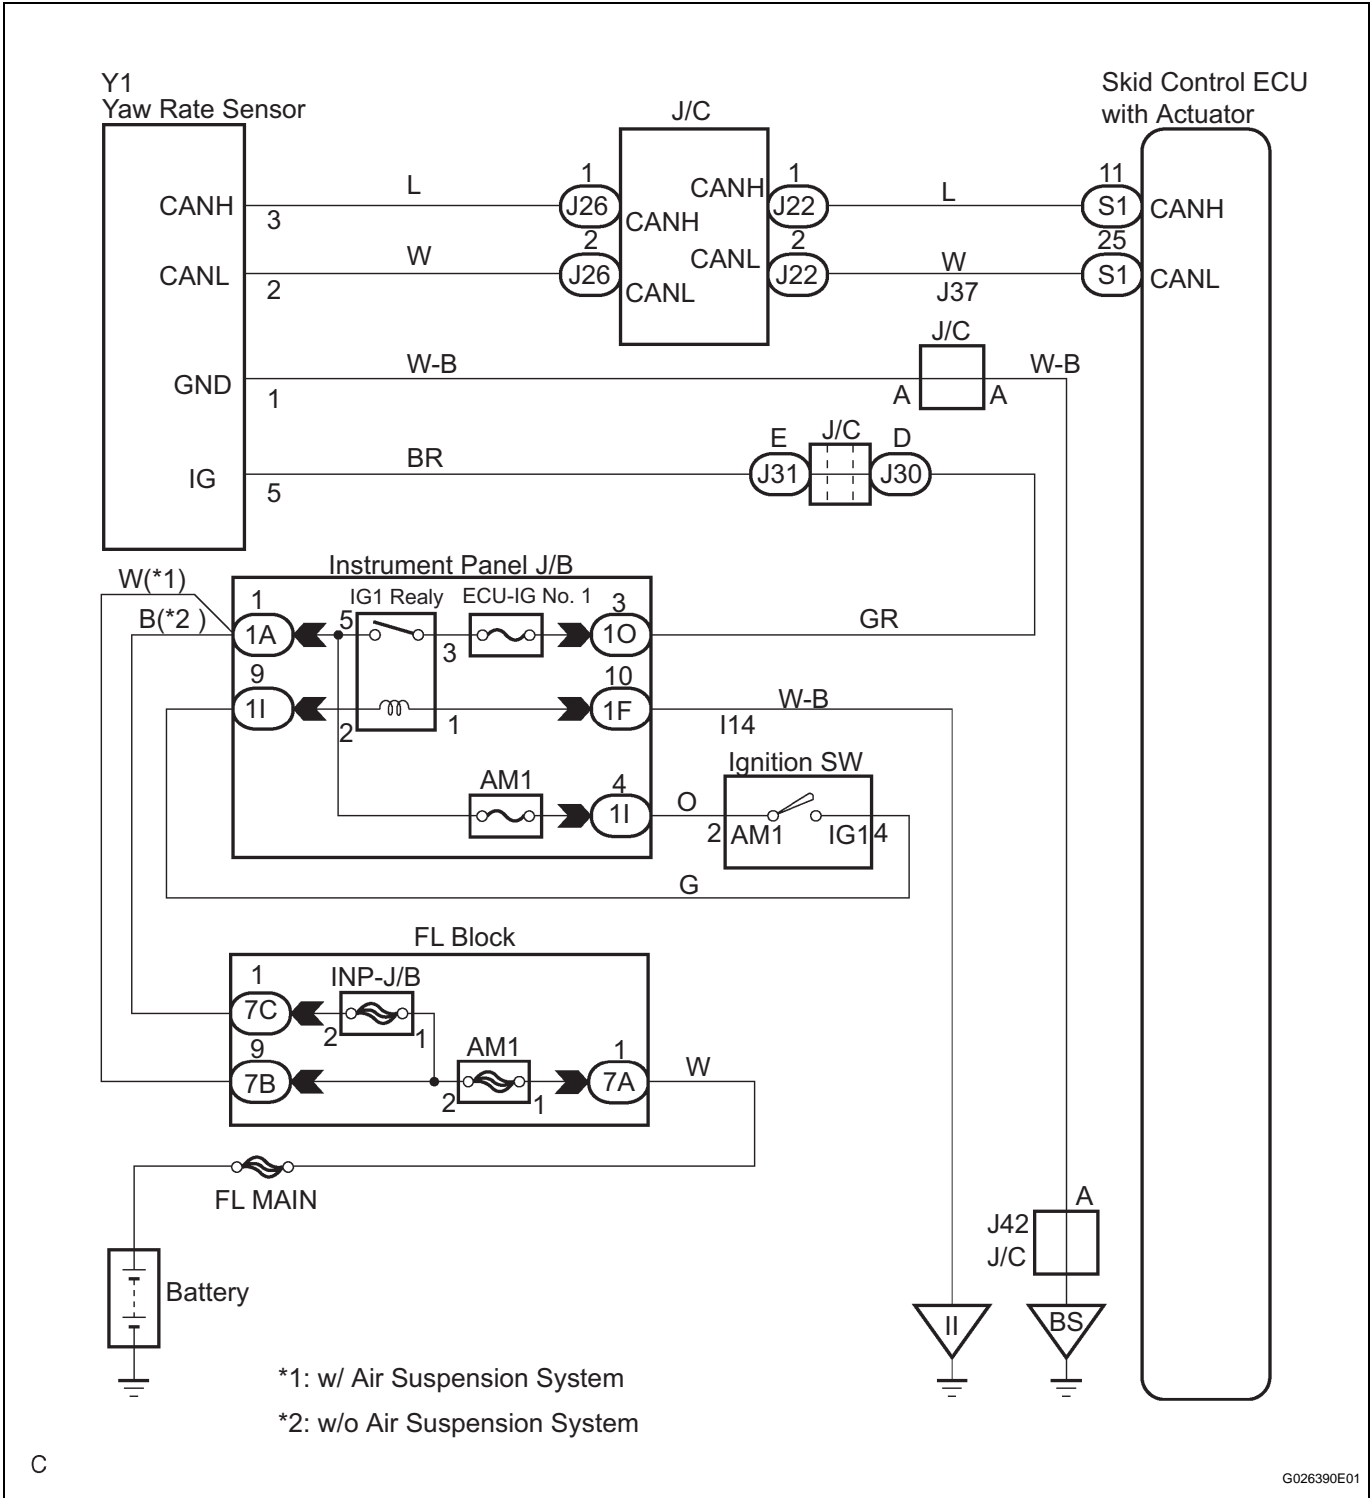 Y1
Yaw Rate Sensor
Skid Control ECU
with Actuator
J/C
CANH
3
L
1
J26
CANH
CANH
1
J22
L
11
S1
CANH
CANL
2
W
2
J26
CANL
CANL
2
J22
W
J37
25
S1
CANL
GND
1
W-B
J/C
A
A
W-B
IG
5
BR
E
J31
J/C
D
J30
W(*1)
B(*2 )
Instrument Panel J/B
1
1A
5
IG1 Realy
3
ECU-IG No. 1
3
1O
GR
9
1I
2
1
10
1F
W-B
I14
AM1
4
1I
O
Ignition SW
2
AM1
IG1
4
G
FL Block
1
7C
INP-J/B
2
1
9
7B
AM1
2
1
1
7A
W
FL MAIN
Battery
A
J42
J/C
II
BS
*1: w/ Air Suspension System
*2: w/o Air Suspension System
C
G026390E01